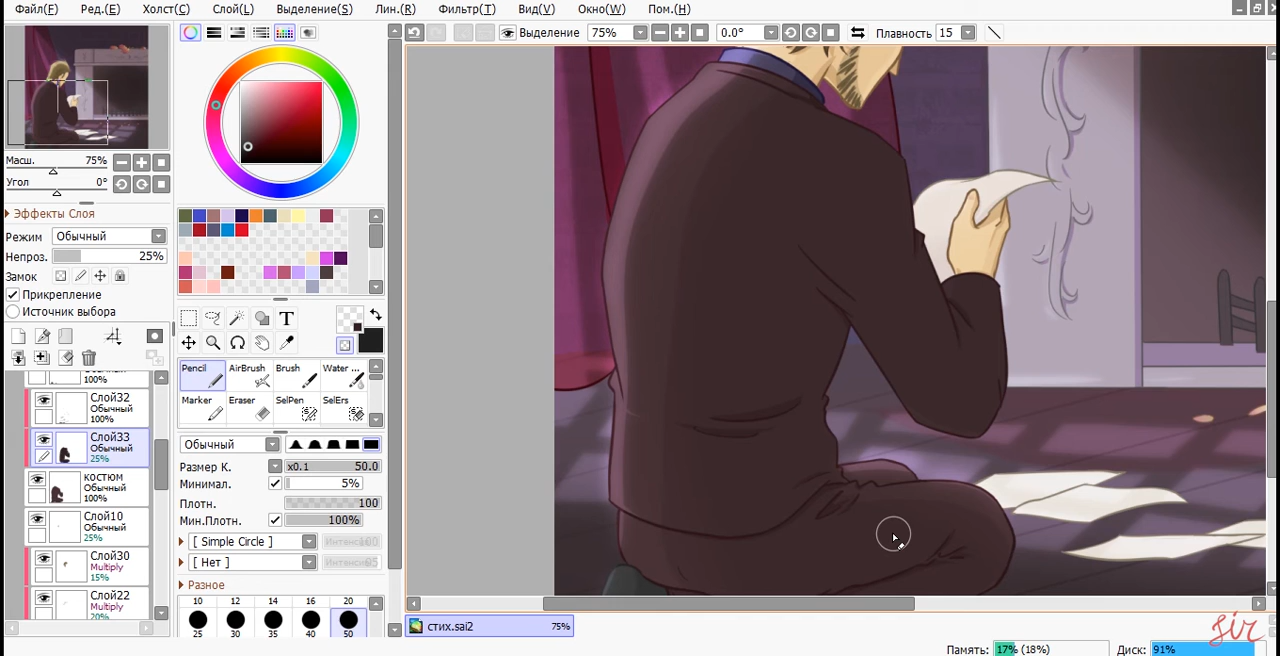 Файл(F) Ред.(E) Холст(C) Слой(L) Выделение(S) Лин.(R) Фильтр(T) Вид(V) Окно(W) Пом.(H)
Выделение 75% 0.0° Плавность 15
Масш. 75%
Угол 0°
Эффекты Слоя
Режим Обычный
Непроз. 25%
Замок
Прикрепление
Источник выбора
100%
Слой32
Обычный
100%
Слой33
Обычный
25%
костюм
Обычный
100%
Слой10
Обычный
25%
Слой30
Multiply
15%
Слой22
Multiply
20%
T
Pencil AirBrush Brush Water ...
Marker Eraser SelPen SelErs
Обычный
Размер К. x0.1 50.0
Минимал. 5%
Плотн. 100
Мин.Плотн. 100%
[ Simple Circle ]
[ Нет ]
Разное
10 12 14 16 20
25 30 35 40 50
стих.sai2 75%
sir
Память: 17% (18%) Диск: 91%